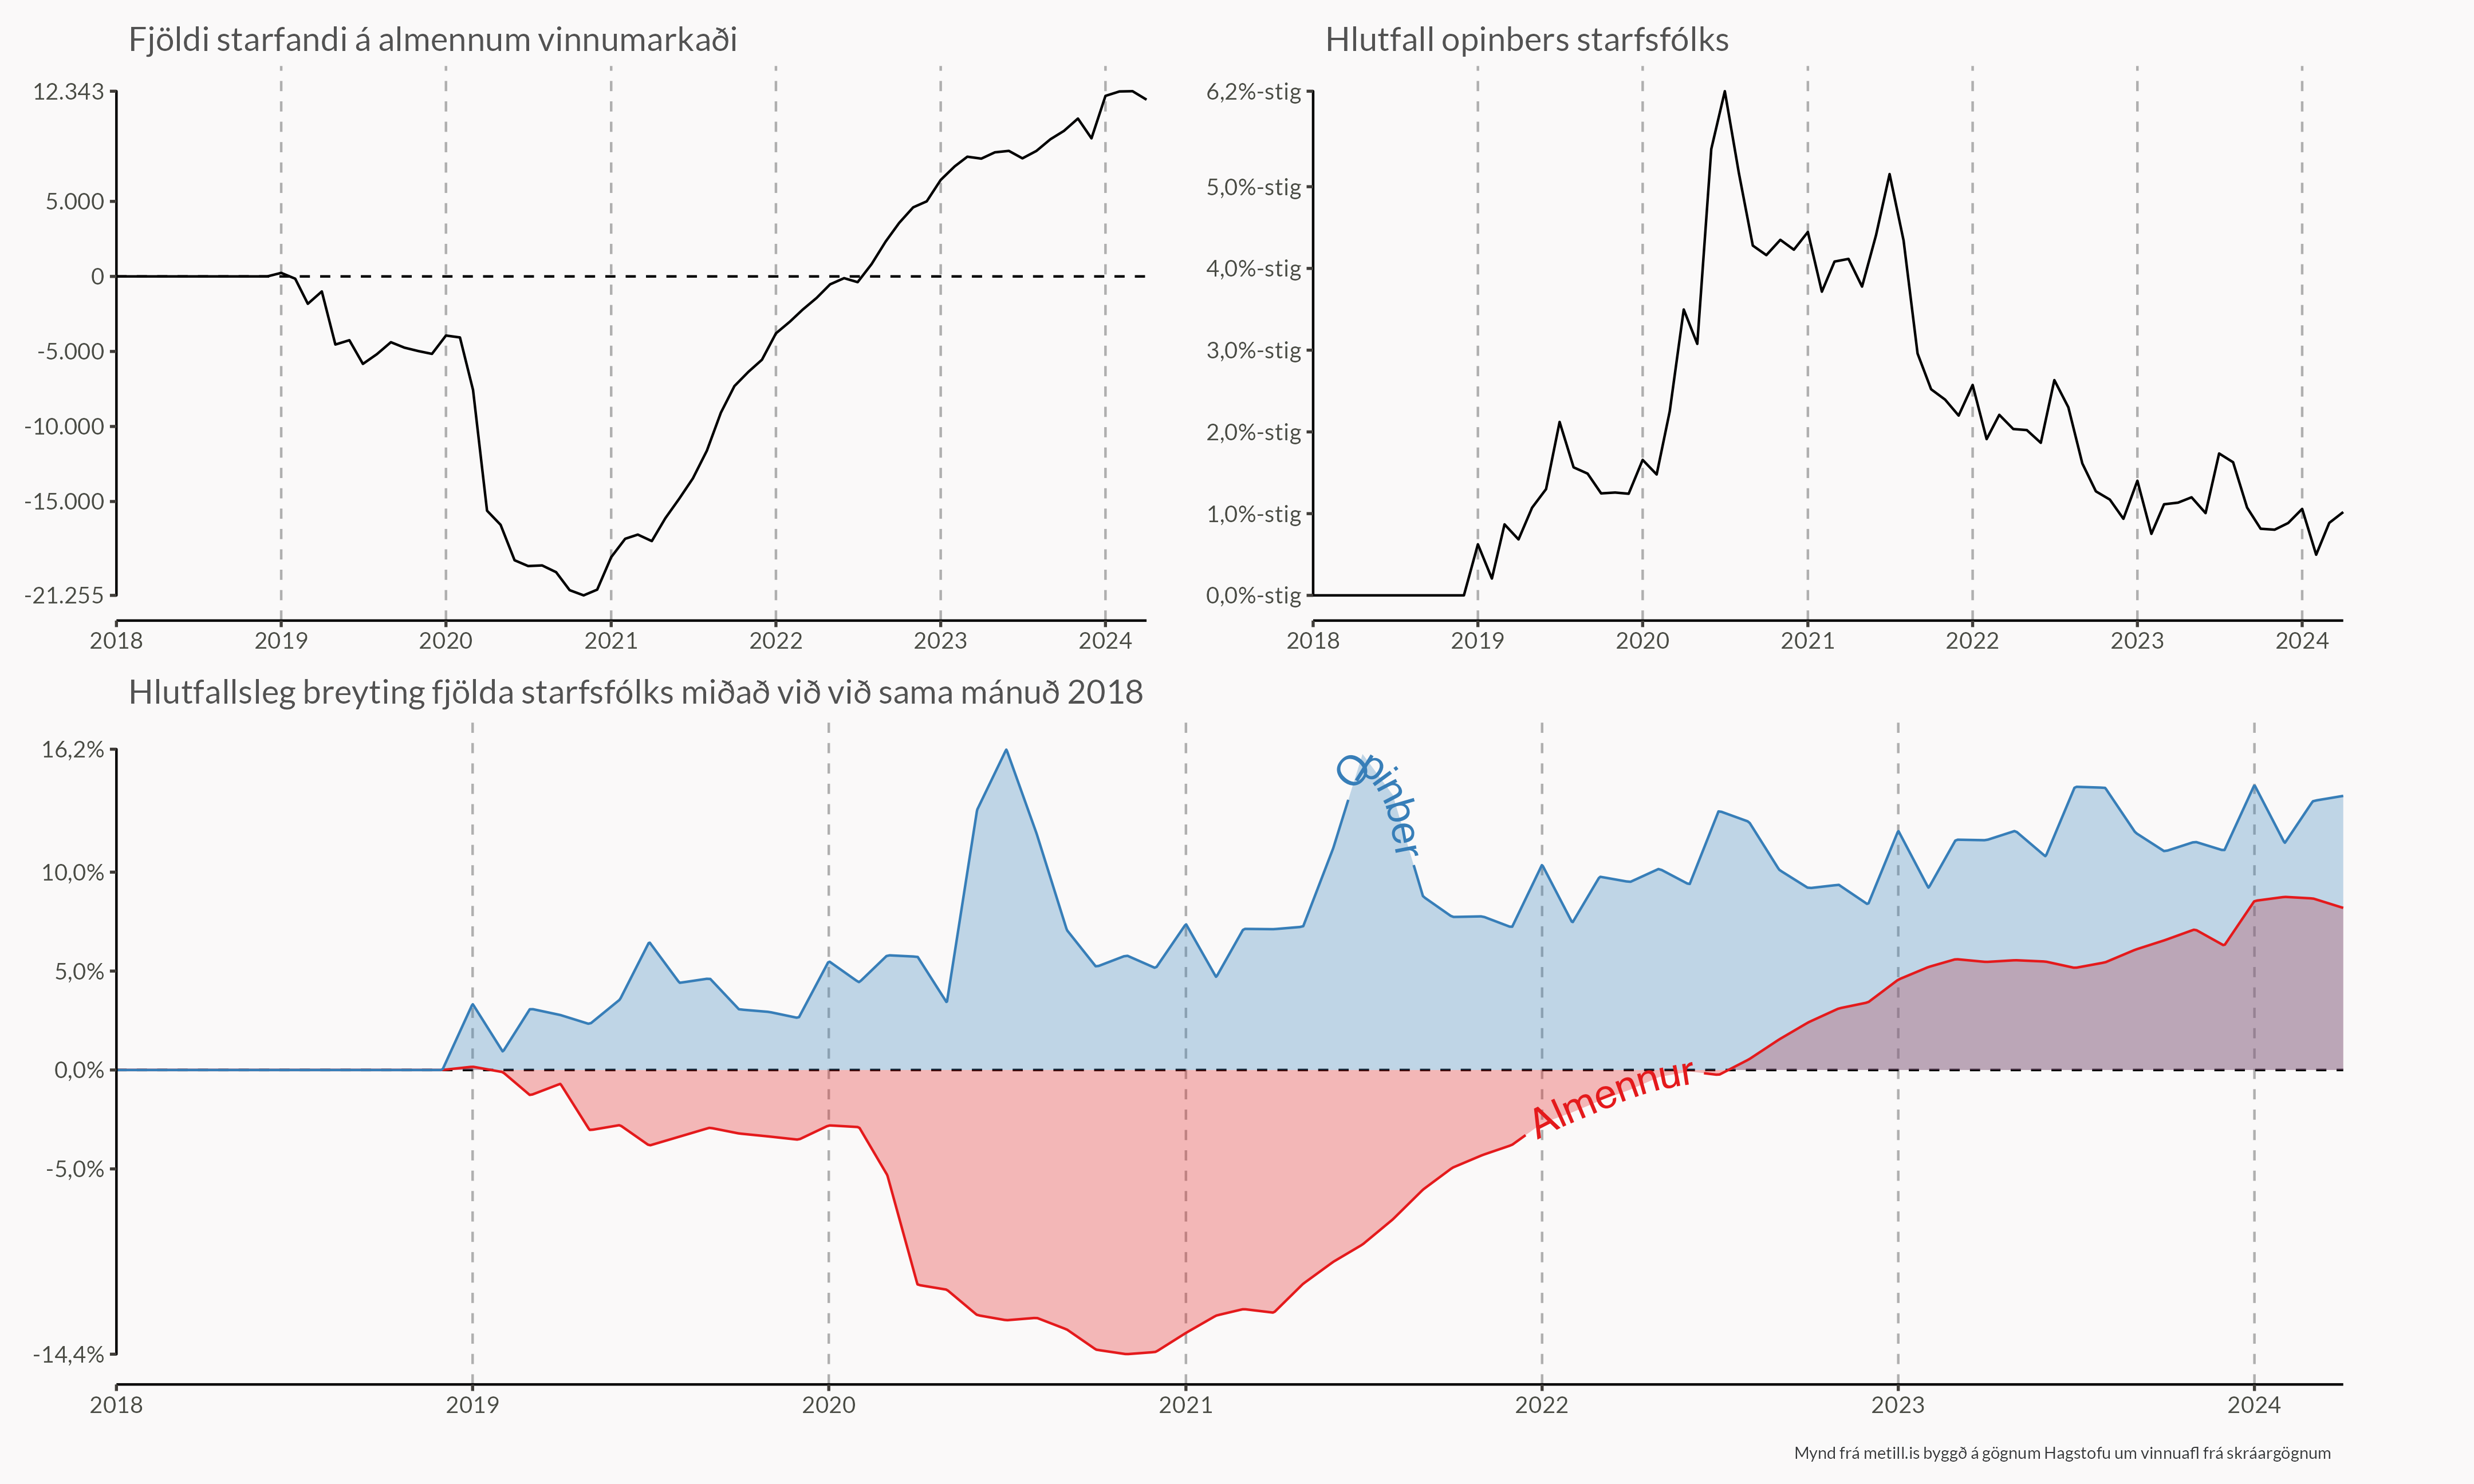 Fjöldi starfandi á almennum vinnumarkaði
12.343
5.000
0
-5.000
-10.000
-15.000
-21.255
2018 2019 2020 2021 2022 2023 2024
Hlutfall opinbers starfsfólks
6,2%-stig
5,0%-stig
4,0%-stig
3,0%-stig
2,0%-stig
1,0%-stig
0,0%-stig
2018 2019 2020 2021 2022 2023 2024
Hlutfallsleg breyting fjölda starfsfólks miðað við við sama mánuð 2018
16,2%
10,0%
5,0%
0,0%
-5,0%
-14,4%
Opinber
Almennur
2018 2019 2020 2021 2022 2023 2024
Mynd frá metill.is byggð á gögnum Hagstofu um vinnuafl frá skráargögnum